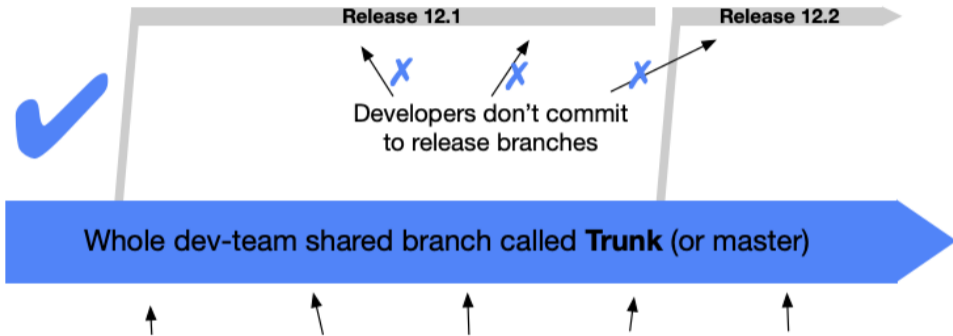 Release 12.1
Release 12.2
Developers don’t commit
to release branches
Whole dev-team shared branch called Trunk (or master)